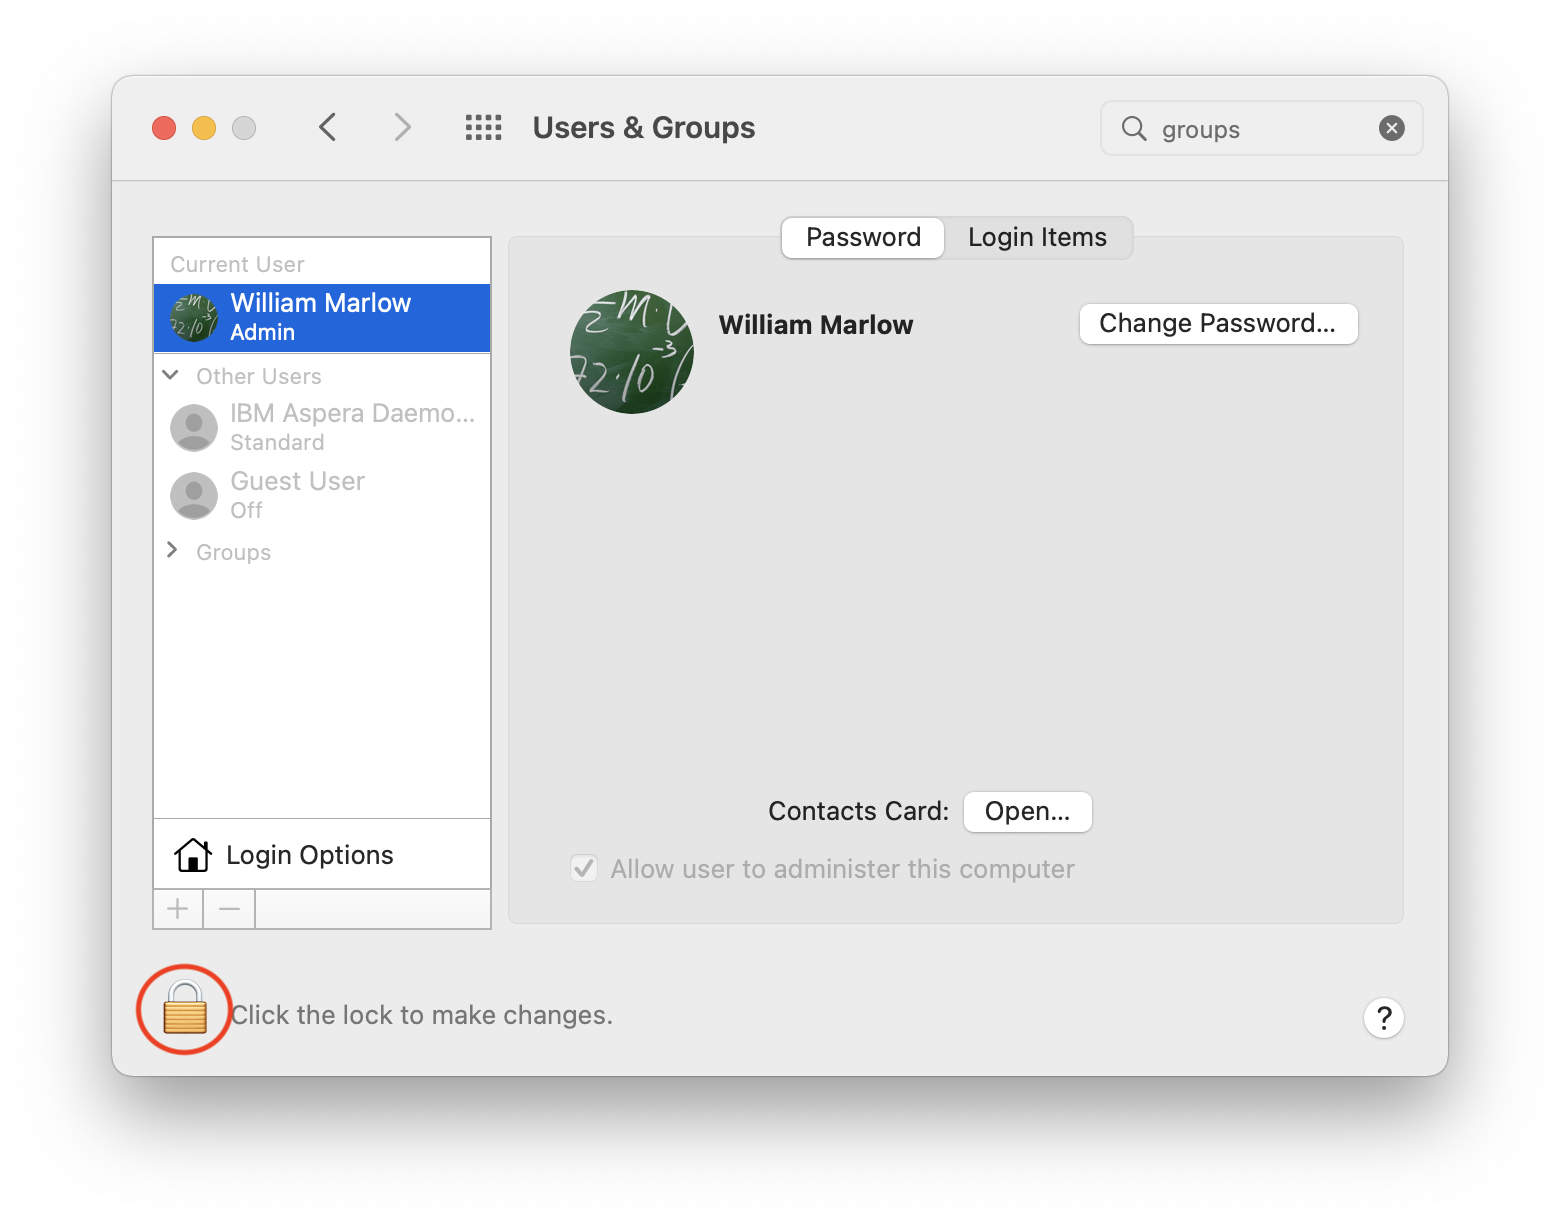 Users & Groups
groups
Password
Login Items
Current User
William Marlow
Admin
Other Users
IBM Aspera Daemo...
Standard
Guest User
Off
Groups
Login Options
William Marlow
Change Password...
Contacts Card:
Open...
Allow user to administer this computer
Click the lock to make changes.
?